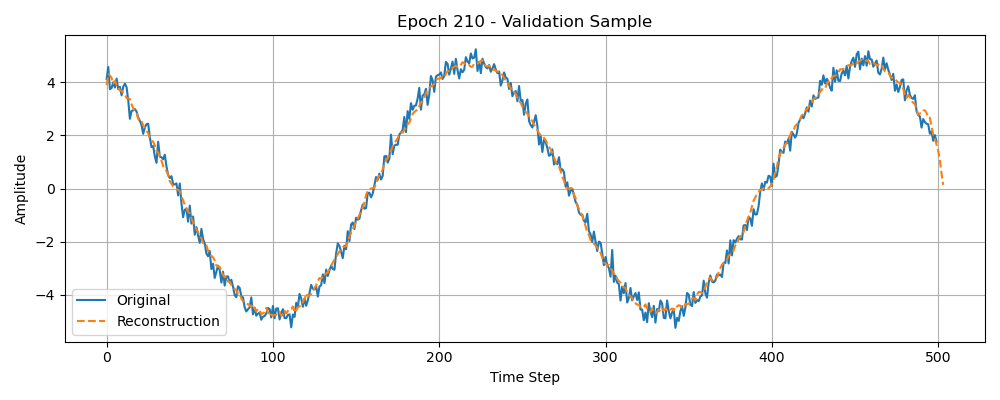 Epoch 210 - Validation Sample
Amplitude
4
2
0
−2
−4
Original
Reconstruction
0 100 200 300 400 500
Time Step